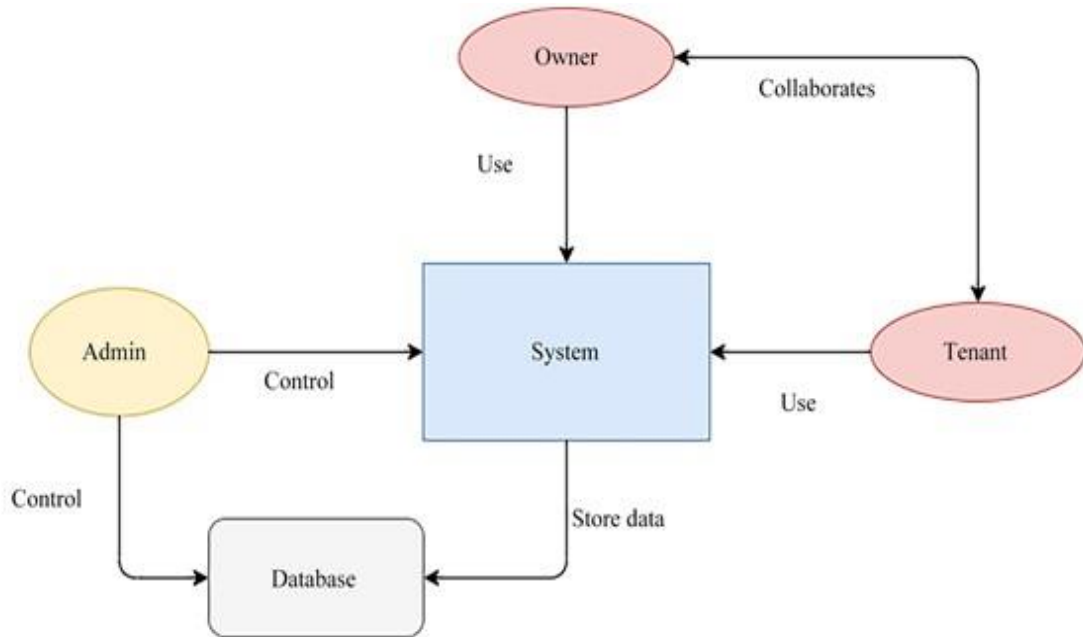 Owner
Collaborates
Use
Admin
System
Tenant
Control
Use
Control
Store data
Database